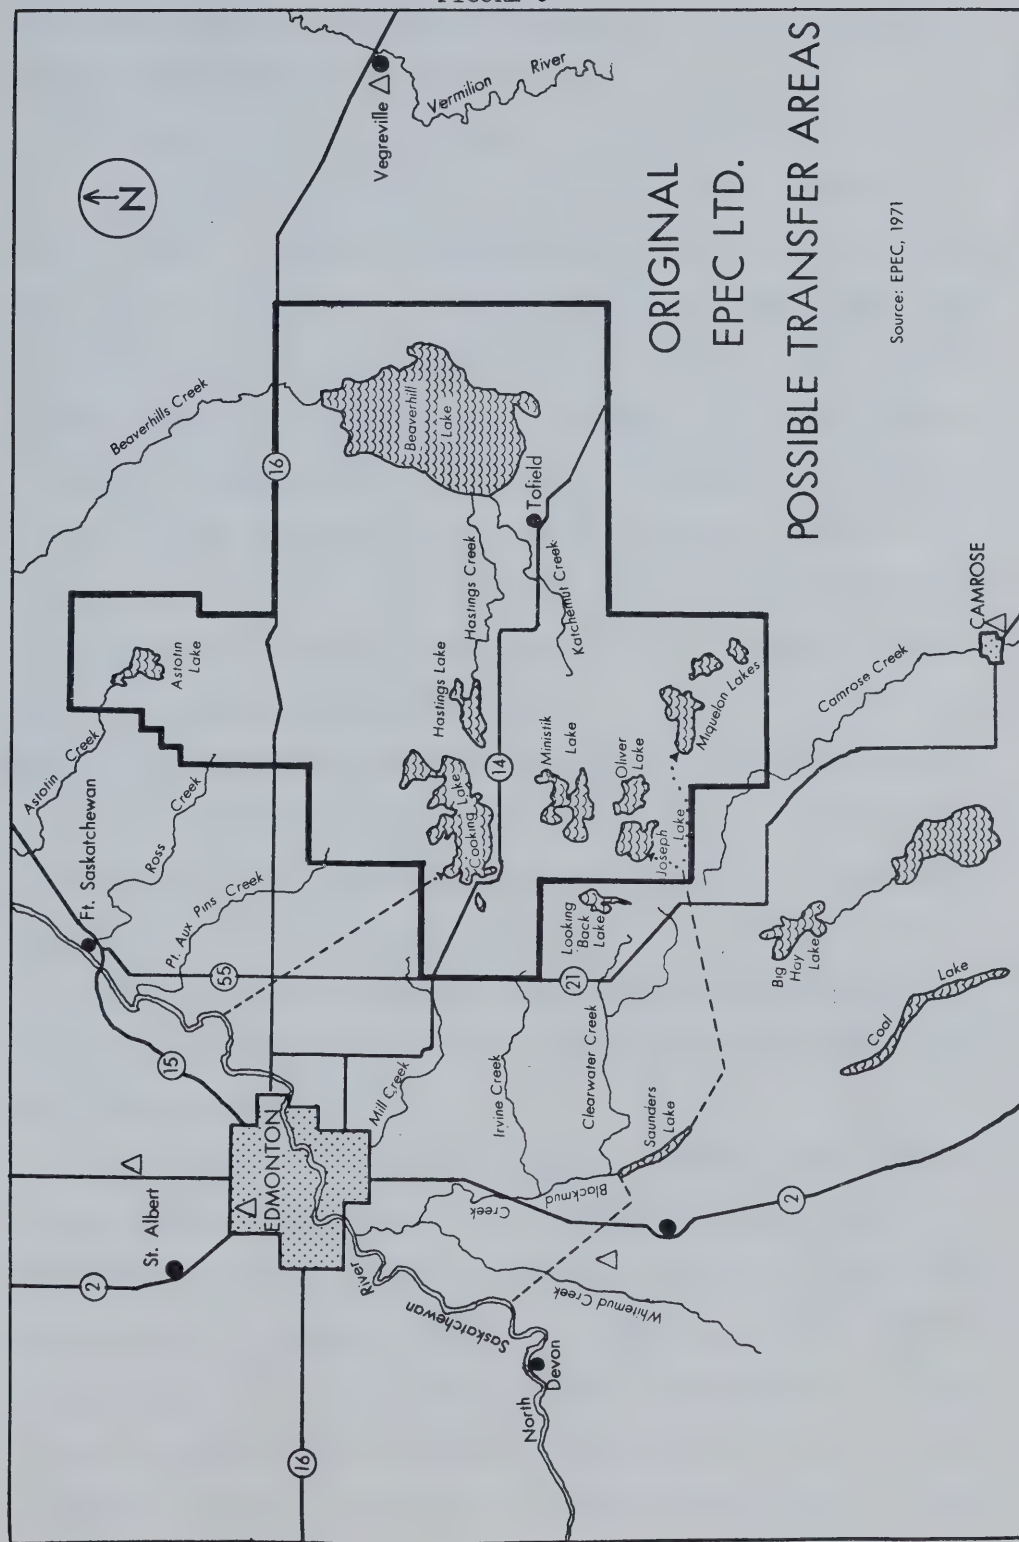 FIGURE
ORIGINAL
EPEC LTD.
POSSIBLE TRANSFER AREAS
Source: EPEC, 1971
N
Vegreville
Vermilion
River
Beaverhills Creek
16
Beaverhill
Lake
Tofield
Hastings Creek
Katchemut Creek
Astotin
Lake
Astotin Creek
Ft. Saskatchewan
Ross Creek
Pt. Aux Pins Creek
Hastings Lake
Cooking Lake
14
Ministik
Lake
Oliver
Lake
Joseph
Lake
Miquelon Lakes
Camrose Creek
CAMROSE
Looking
Back
Lake
Big
Hay
Lake
Coal
Lake
55
21
15
Mill Creek
Irvine Creek
Clearwater Creek
Saunders
Lake
Blackmud
Creek
EDMONTON
St. Albert
2
2
Whitemud Creek
North
Saskatchewan
River
Devon
16